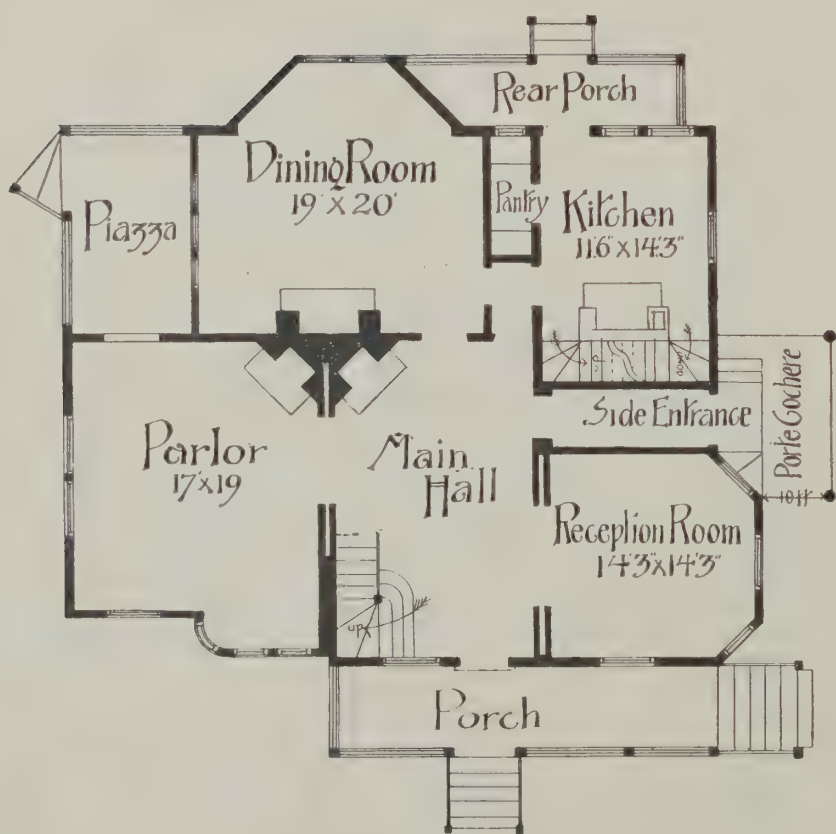 Rear Porch
Dining Room
19' X 20'
Pantry
Kitchen
11'6" X 14'3"
Piazza
up
down
Side Entrance
Porte Cochere
10 ft
Parlor
17' X 19
Main
Hall
Reception Room
14'3" X 14'3"
up
Porch